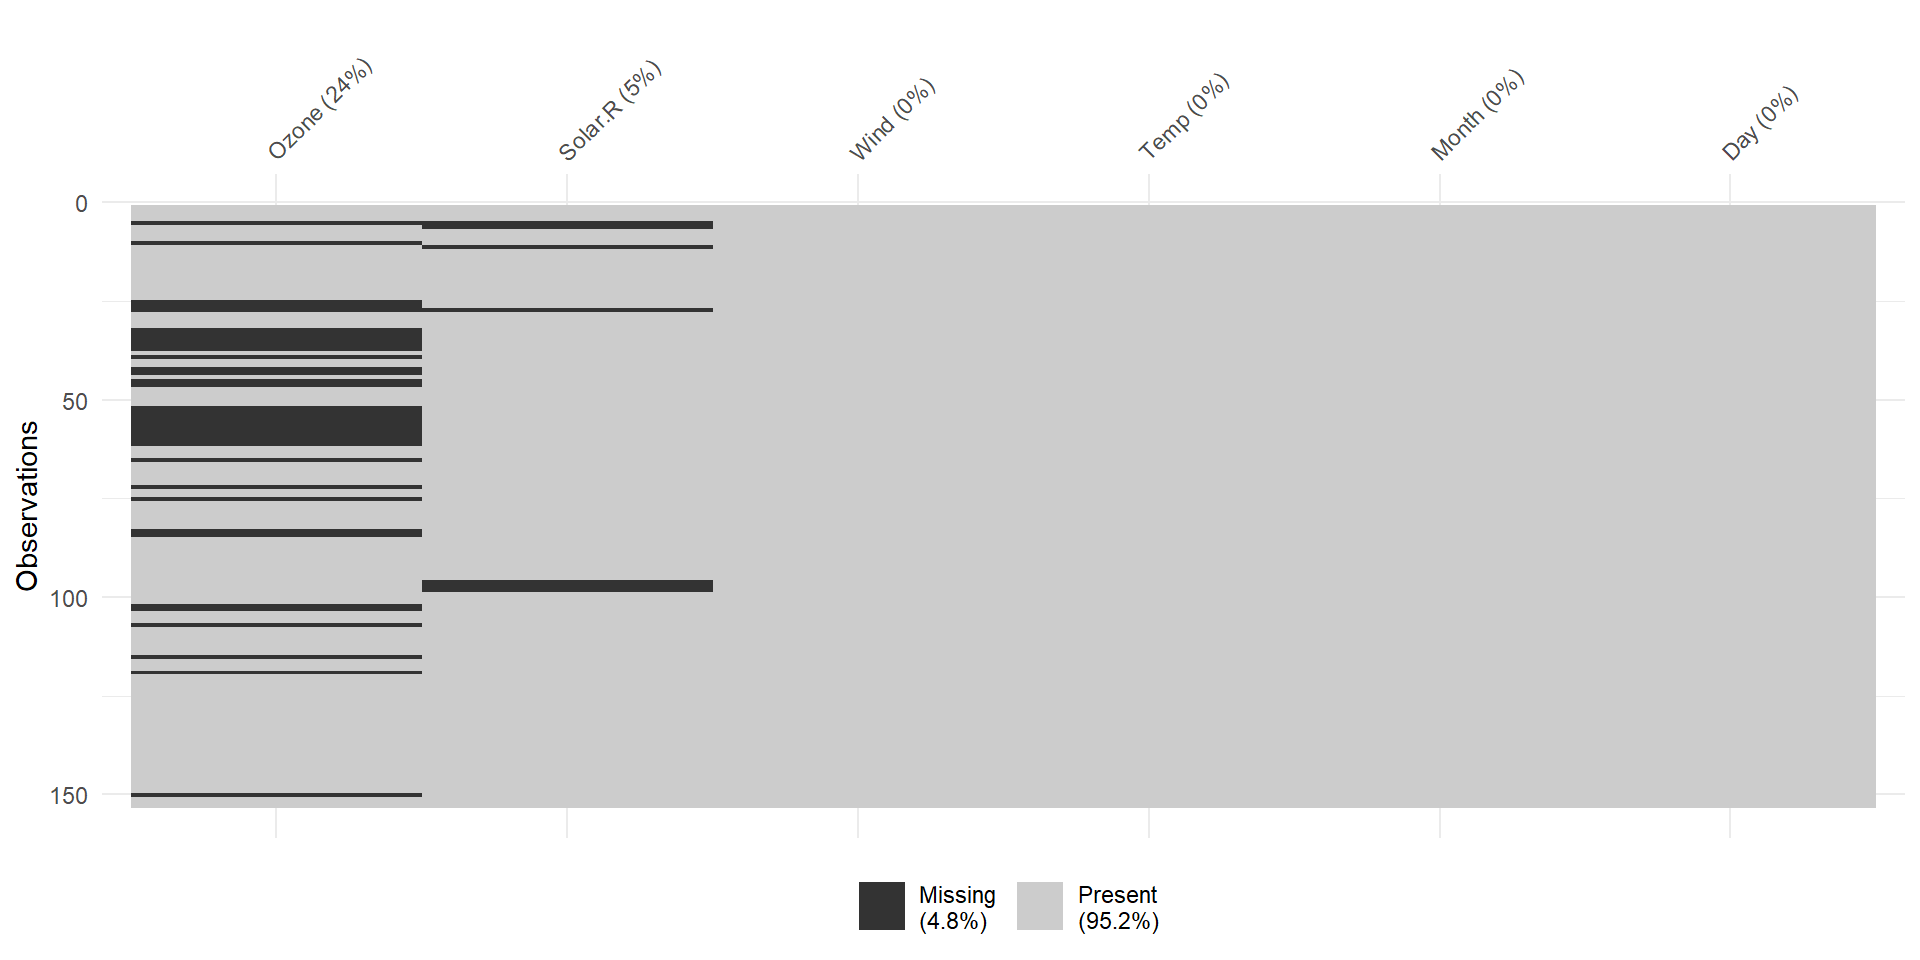 Ozone (24%)
Solar.R (5%)
Wind (0%)
Temp (0%)
Month (0%)
Day (0%)
0
50
100
150
Observations
Missing
(4.8%)
Present
(95.2%)